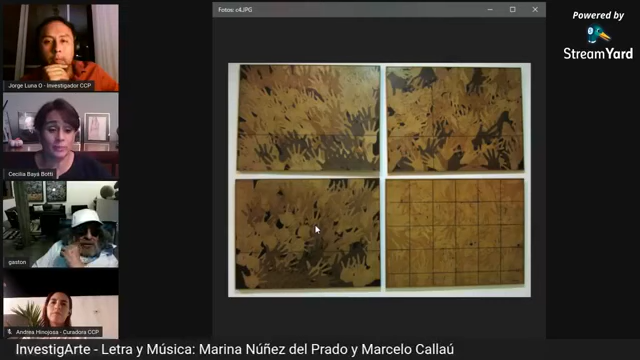 Fotos: c4.JPG
Powered by
StreamYard
Jorge Luna O - Investigador CCP
Cecilia Bayá Botti
gaston
Andrea Hinojosa - Curadora CCP
InvestigArte - Letra y Música: Marina Núñez del Prado y Marcelo Callaú